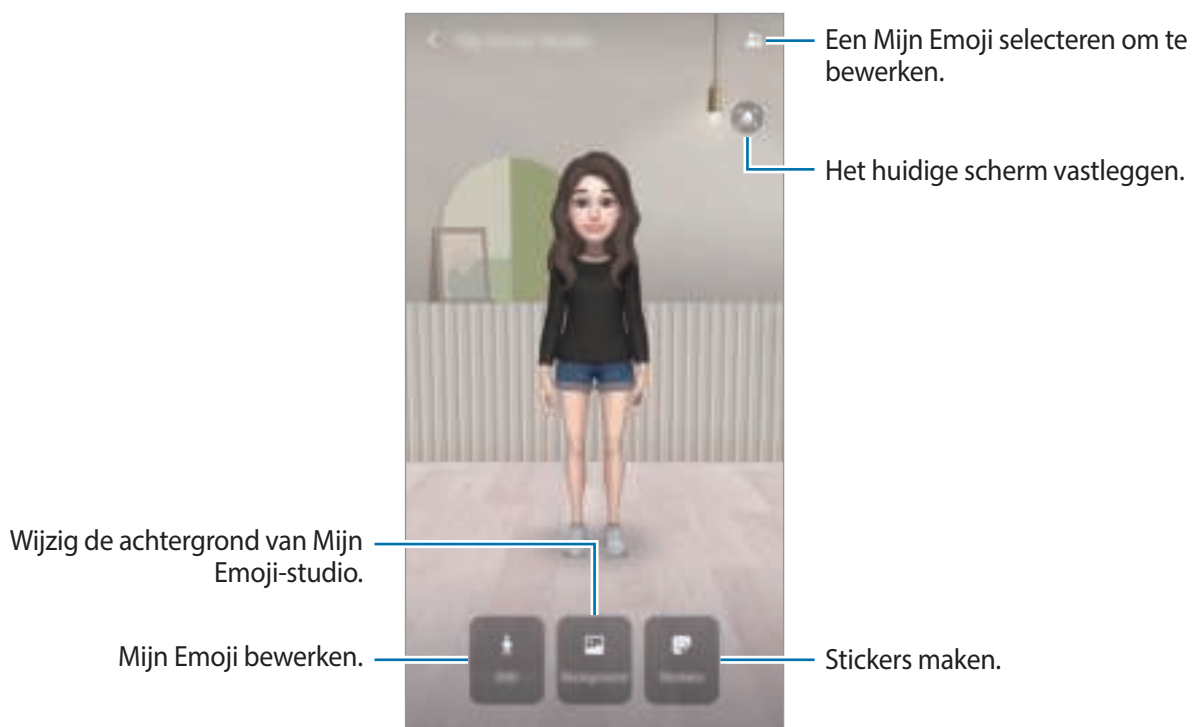 Een Mijn Emoji selecteren om te
bewerken.
Het huidige scherm vastleggen.
Wijzig de achtergrond van Mijn
Emoji-studio.
Mijn Emoji bewerken.
Stickers maken.